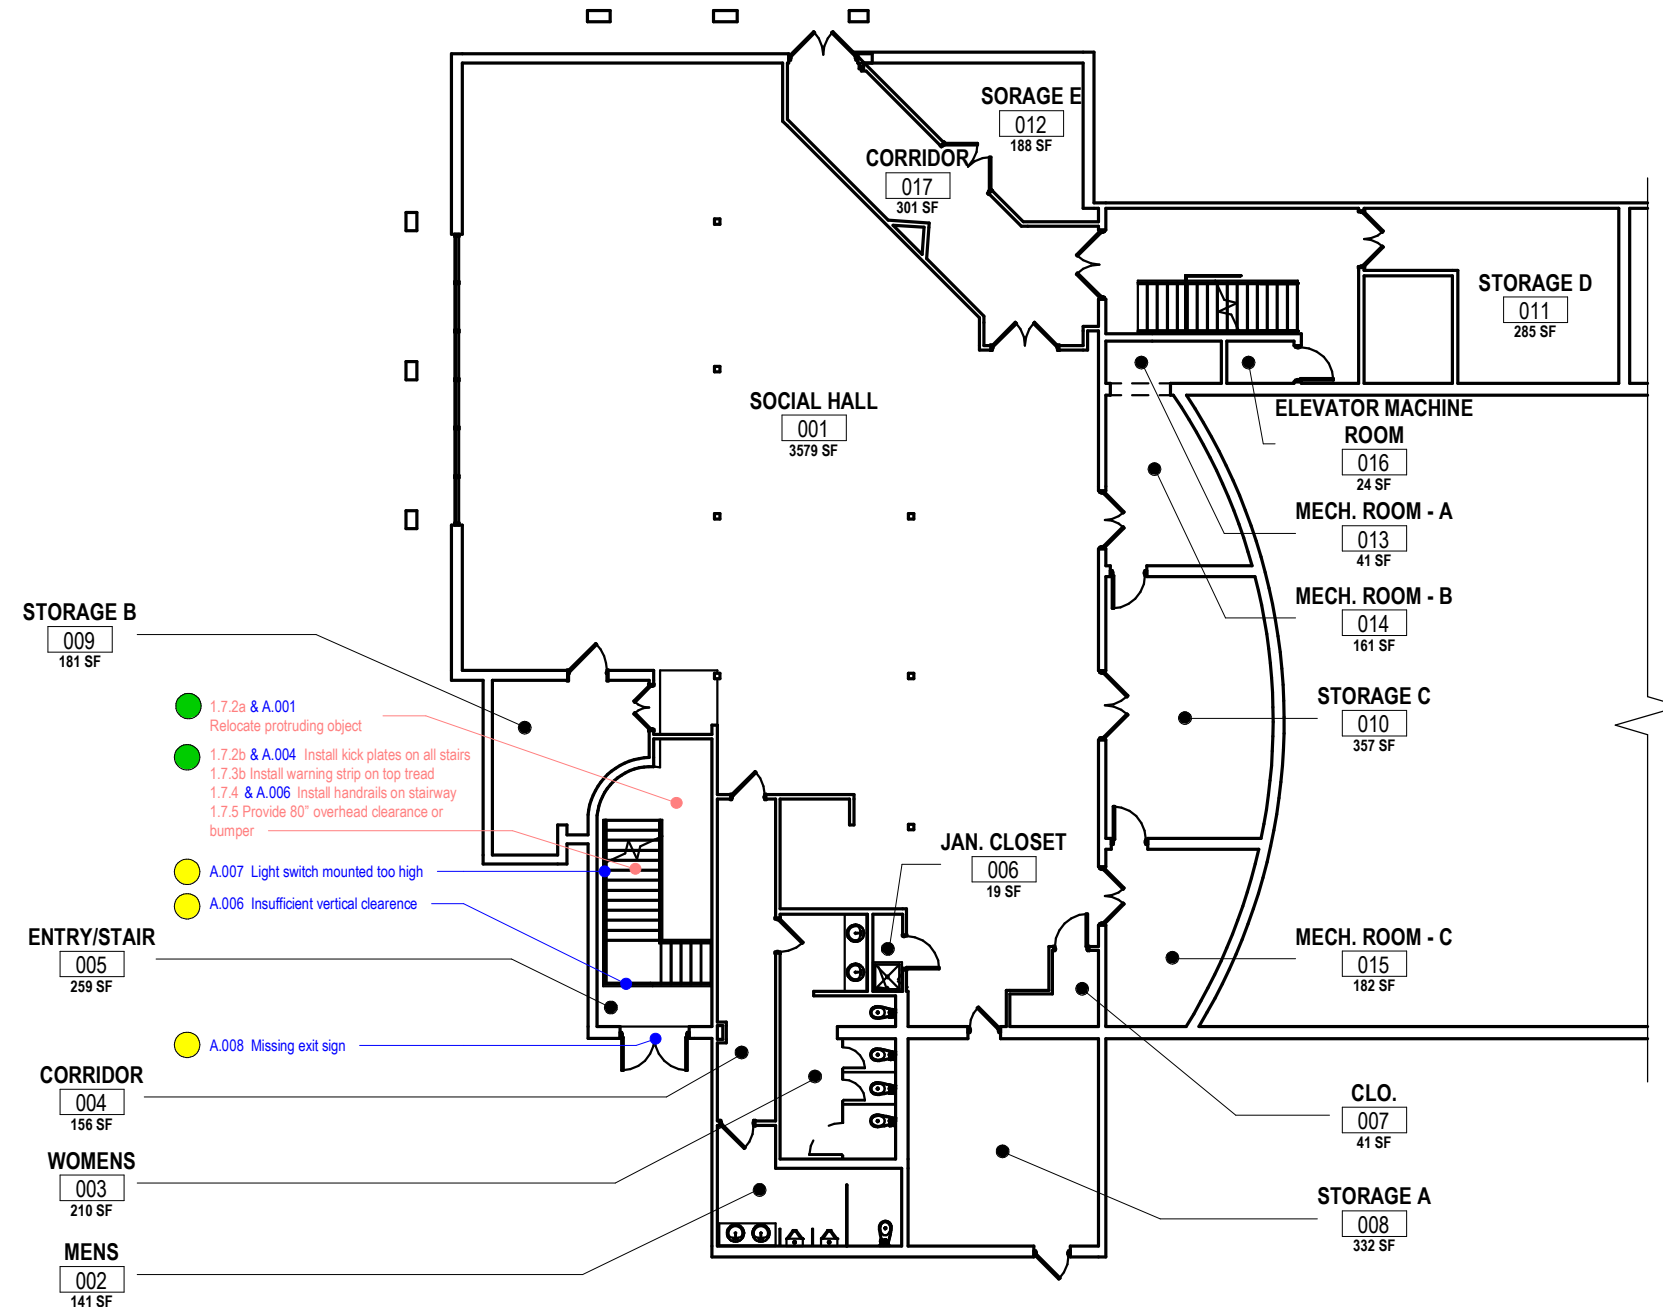 SORAGE E
012
188 SF
CORRIDOR
017
301 SF
STORAGE D
011
285 SF
SOCIAL HALL
001
3579 SF
ELEVATOR MACHINE
ROOM
016
24 SF
MECH. ROOM - A
013
41 SF
MECH. ROOM - B
014
161 SF
STORAGE B
009
181 SF
STORAGE C
010
357 SF
1.7.2a & A.001
Relocate protruding object
1.7.2b & A.004 Install kick plates on all stairs
1.7.3b Install warning strip on top tread
1.7.4 & A.006 Install handrails on stairway
1.7.5 Provide 80" overhead clearance or
bumper
JAN. CLOSET
006
19 SF
A.007 Light switch mounted too high
A.006 Insufficient vertical clearence
ENTRY/STAIR
005
259 SF
MECH. ROOM - C
015
182 SF
A.008 Missing exit sign
CORRIDOR
004
156 SF
CLO.
007
41 SF
WOMENS
003
210 SF
STORAGE A
008
332 SF
MENS
002
141 SF